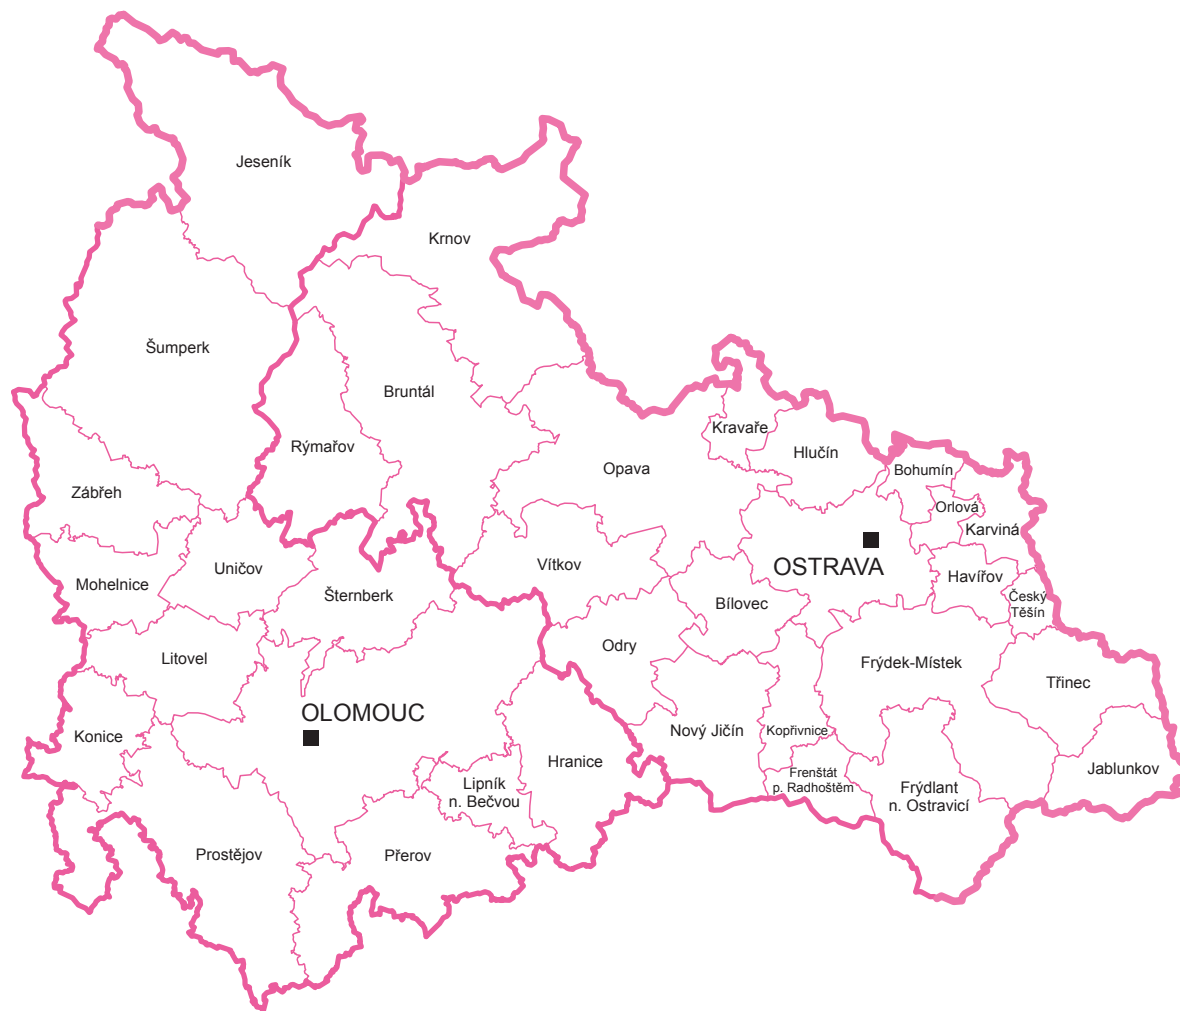 Jeseník
Krnov
Šumperk
Bruntál
Kravaře
Rýmařov
Hlučín
Opava
Bohumín
Zábřeh
Orlová
Karviná
OSTRAVA
Uničov
Vítkov
Havířov
Mohelnice
Šternberk
Bílovec
Český
Těšín
Odry
Litovel
Frýdek-Místek
Třinec
OLOMOUC
Konice
Nový Jičín
Kopřivnice
Hranice
Jablunkov
Lipník
n. Bečvou
Frenštát
p. Radhoštěm
Frýdlant
n. Ostravicí
Prostějov
Přerov